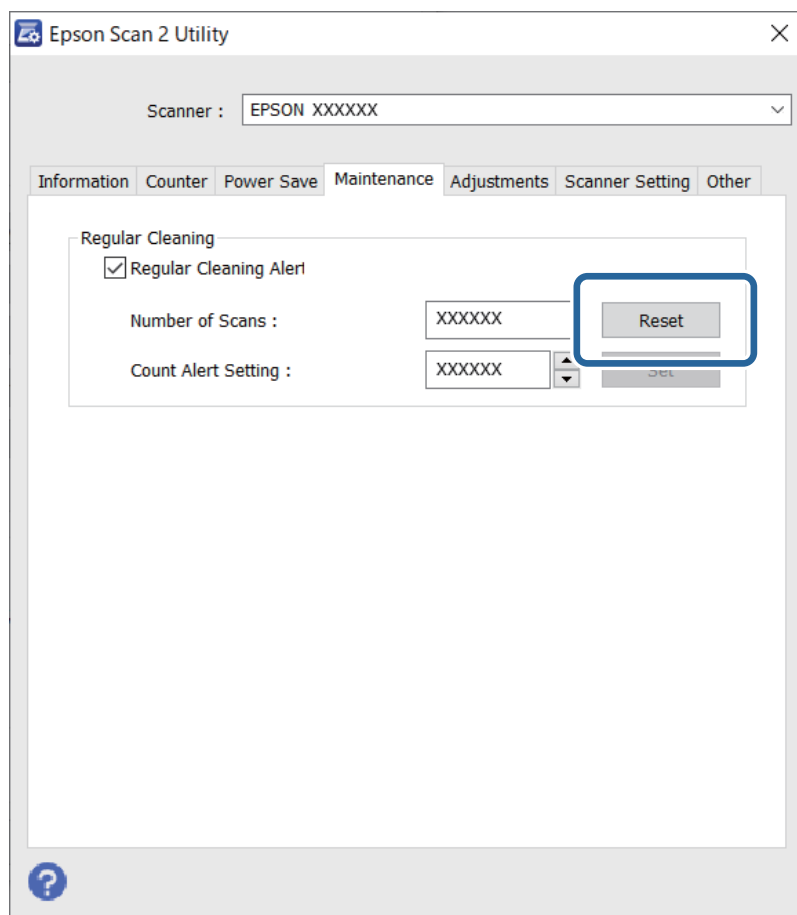 Epson Scan 2 Utility
Scanner : EPSON XXXXXX
Information Counter Power Save Maintenance Adjustments Scanner Setting Other
Regular Cleaning
Regular Cleaning Alert
Number of Scans : XXXXXX Reset
Count Alert Setting : XXXXXX Set
?